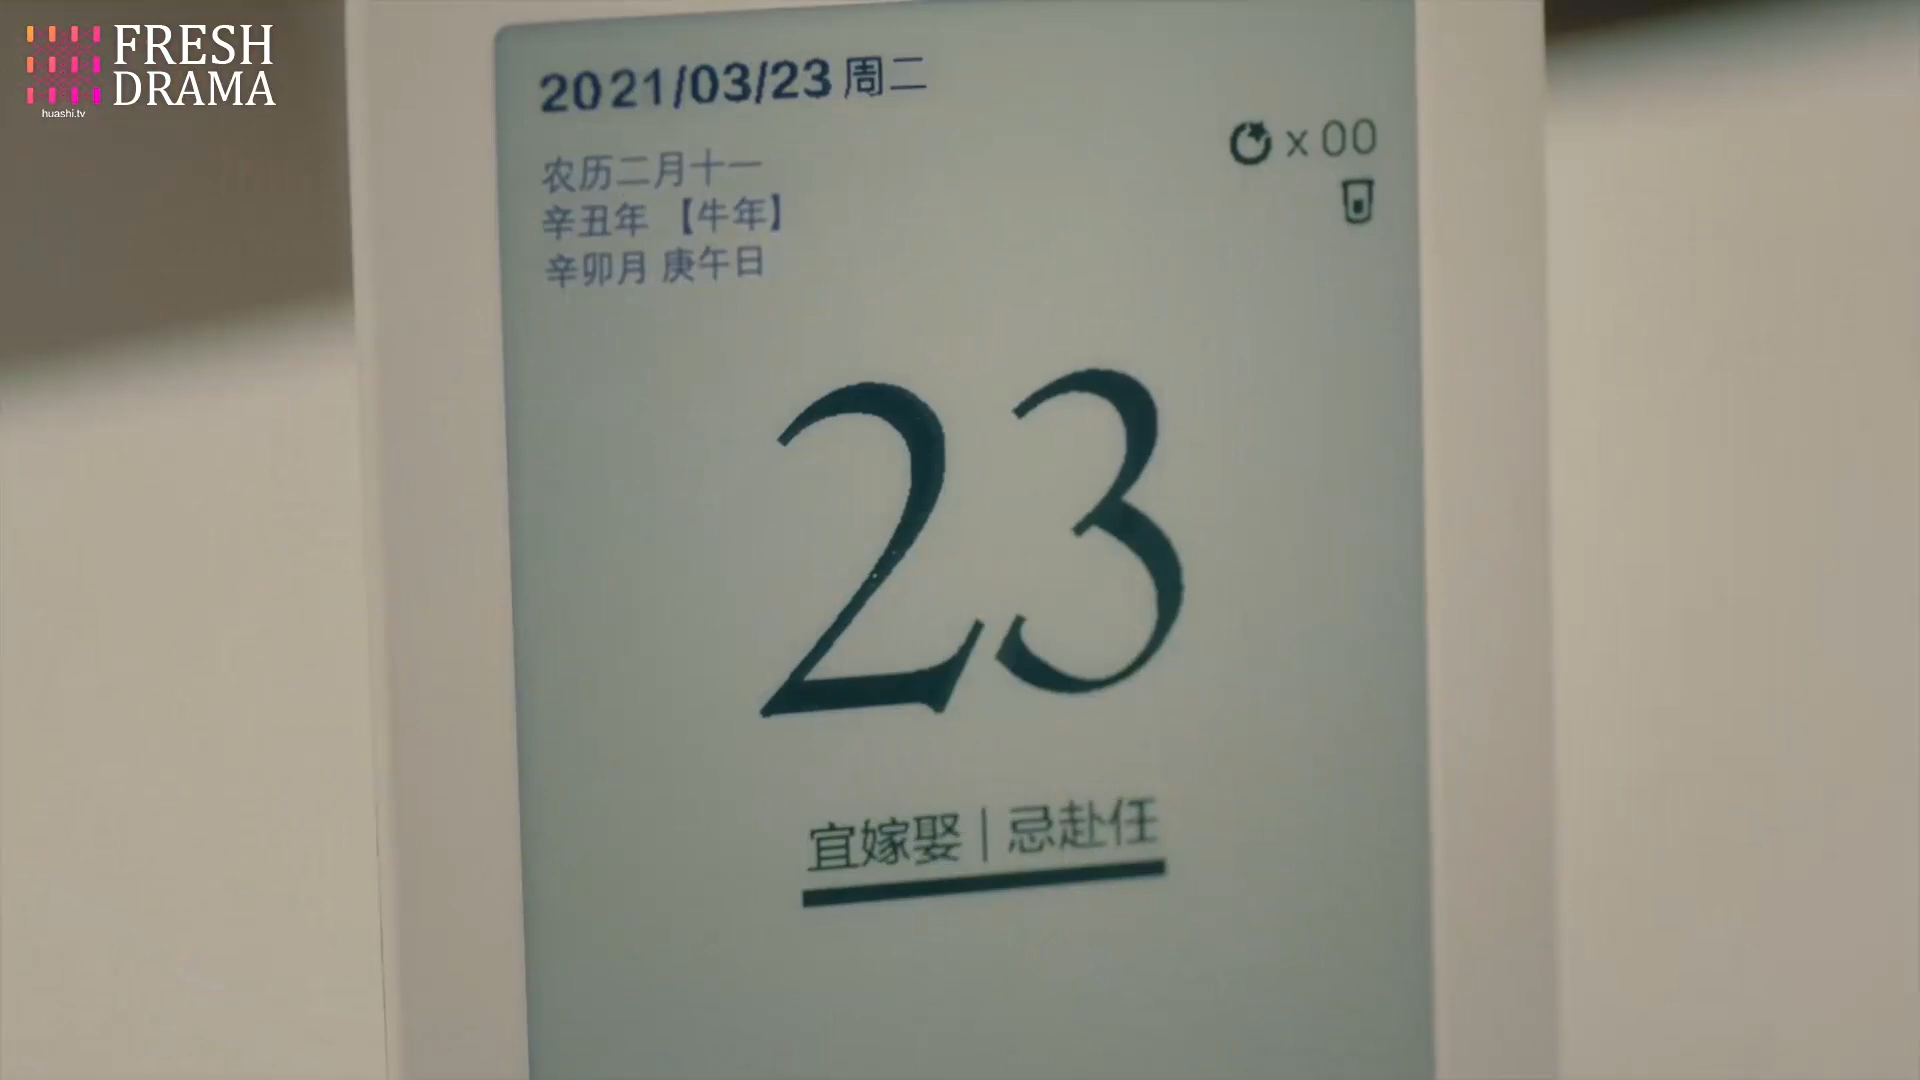 FRESH
DRAMA
huashi.tv
2021/03/23 周二
x 00
农历二月十一
辛丑年 【牛年】
辛卯月 庚午日
23
宜嫁娶 | 忌赴任